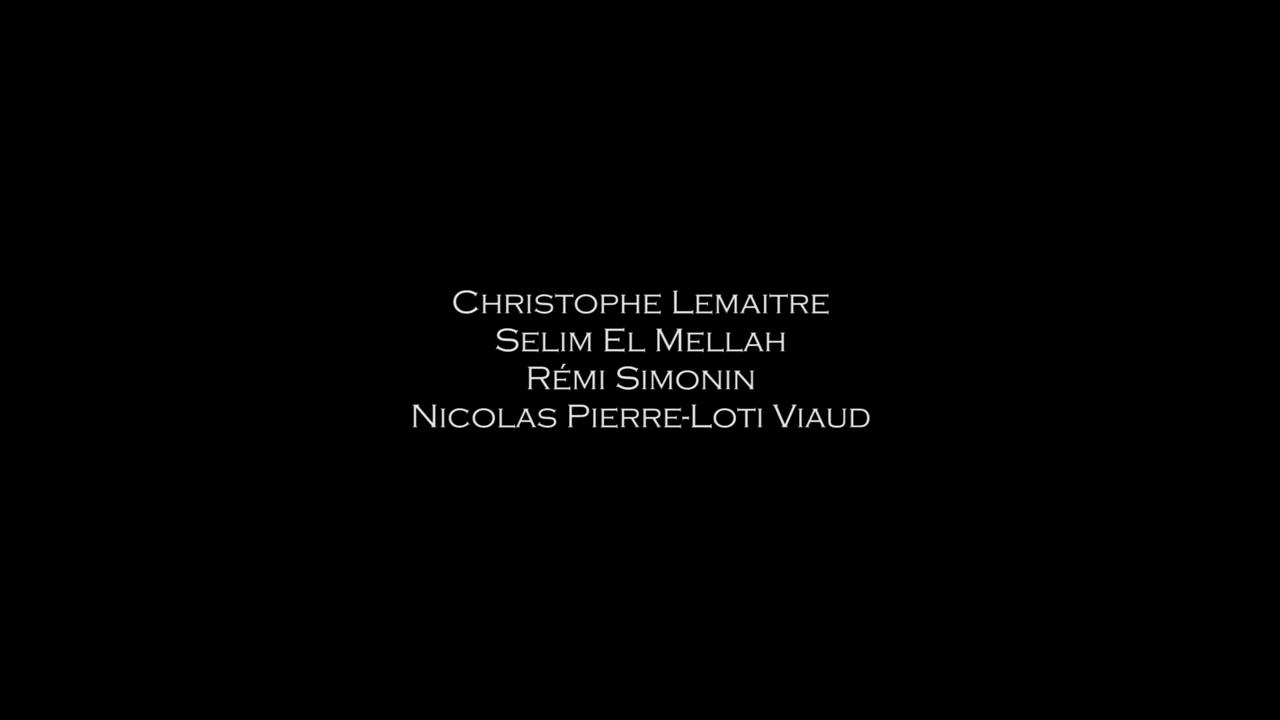 Christophe Lemaitre
Selim El Mellah
Rémi Simonin
Nicolas Pierre-Loti Viaud